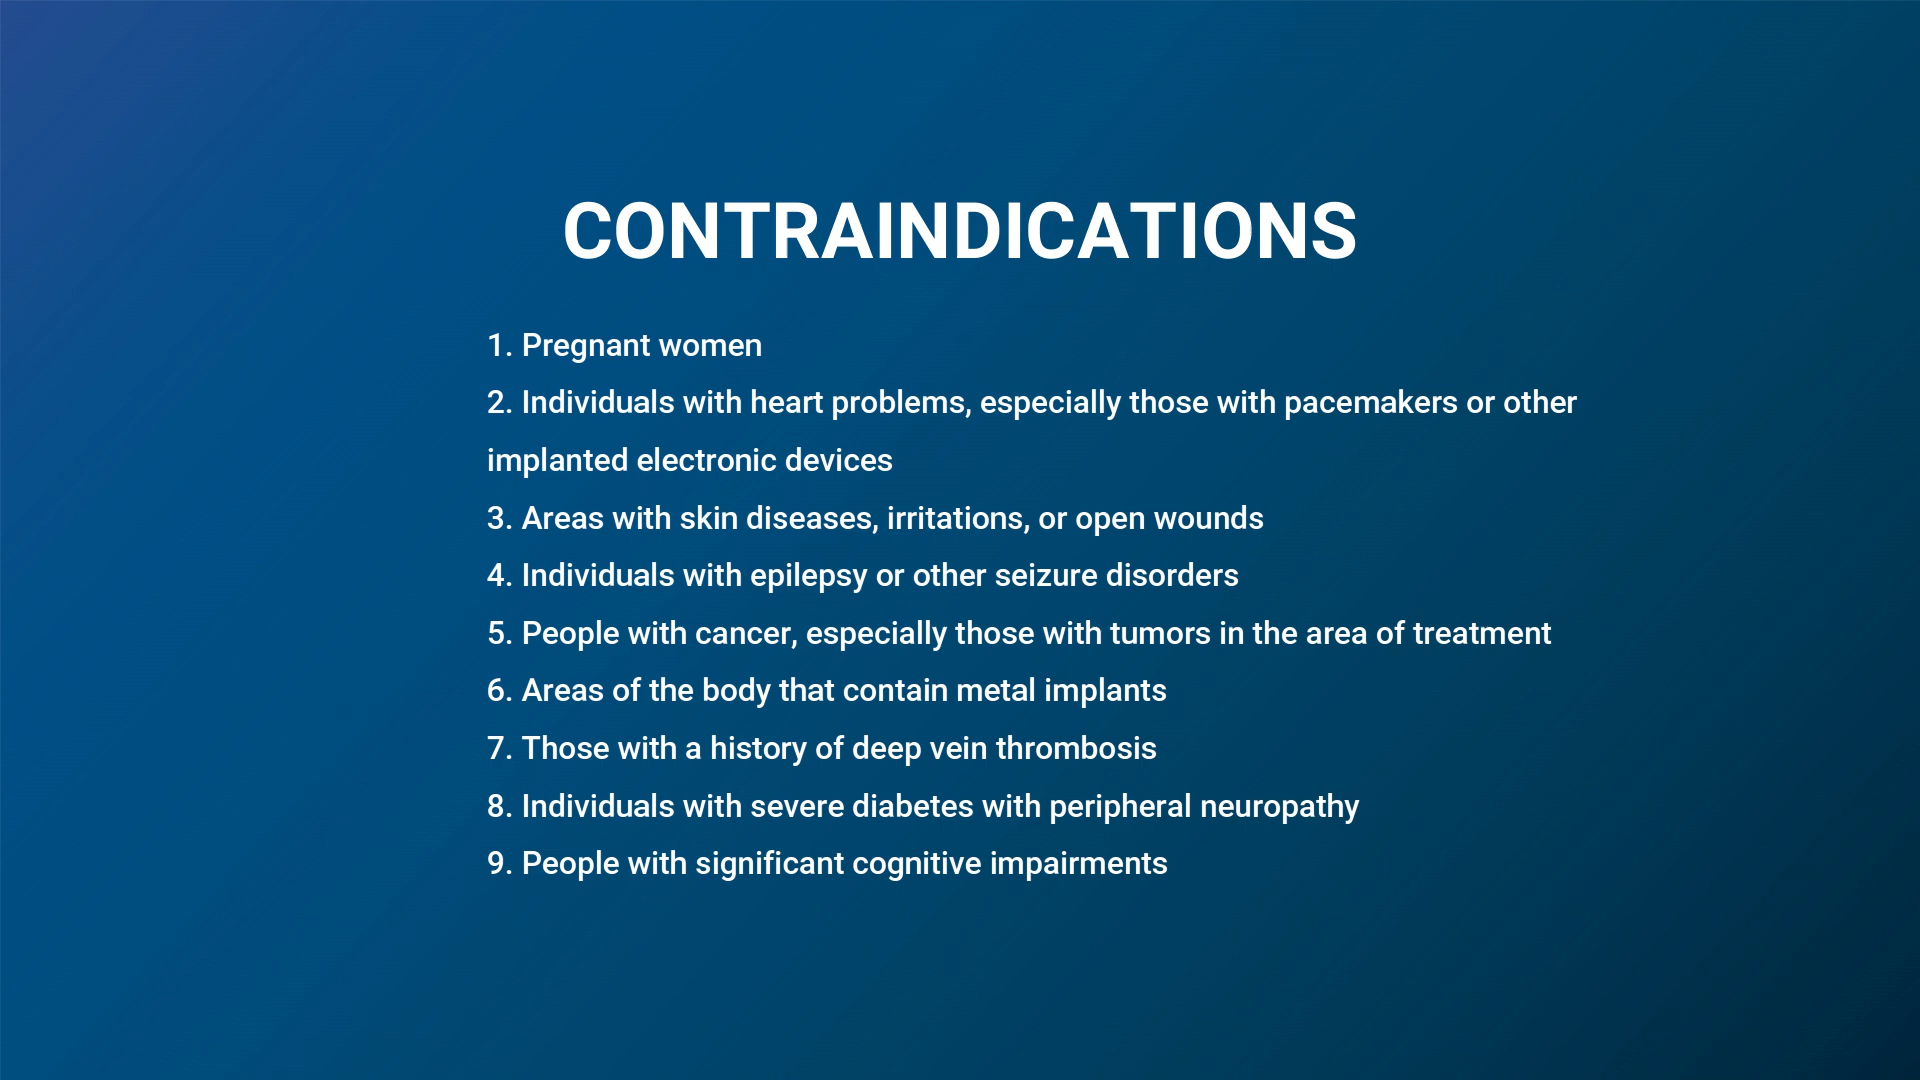 CONTRAINDICATIONS
1. Pregnant women
2. Individuals with heart problems, especially those with pacemakers or other
implanted electronic devices
3. Areas with skin diseases, irritations, or open wounds
4. Individuals with epilepsy or other seizure disorders
5. People with cancer, especially those with tumors in the area of treatment
6. Areas of the body that contain metal implants
7. Those with a history of deep vein thrombosis
8. Individuals with severe diabetes with peripheral neuropathy
9. People with significant cognitive impairments